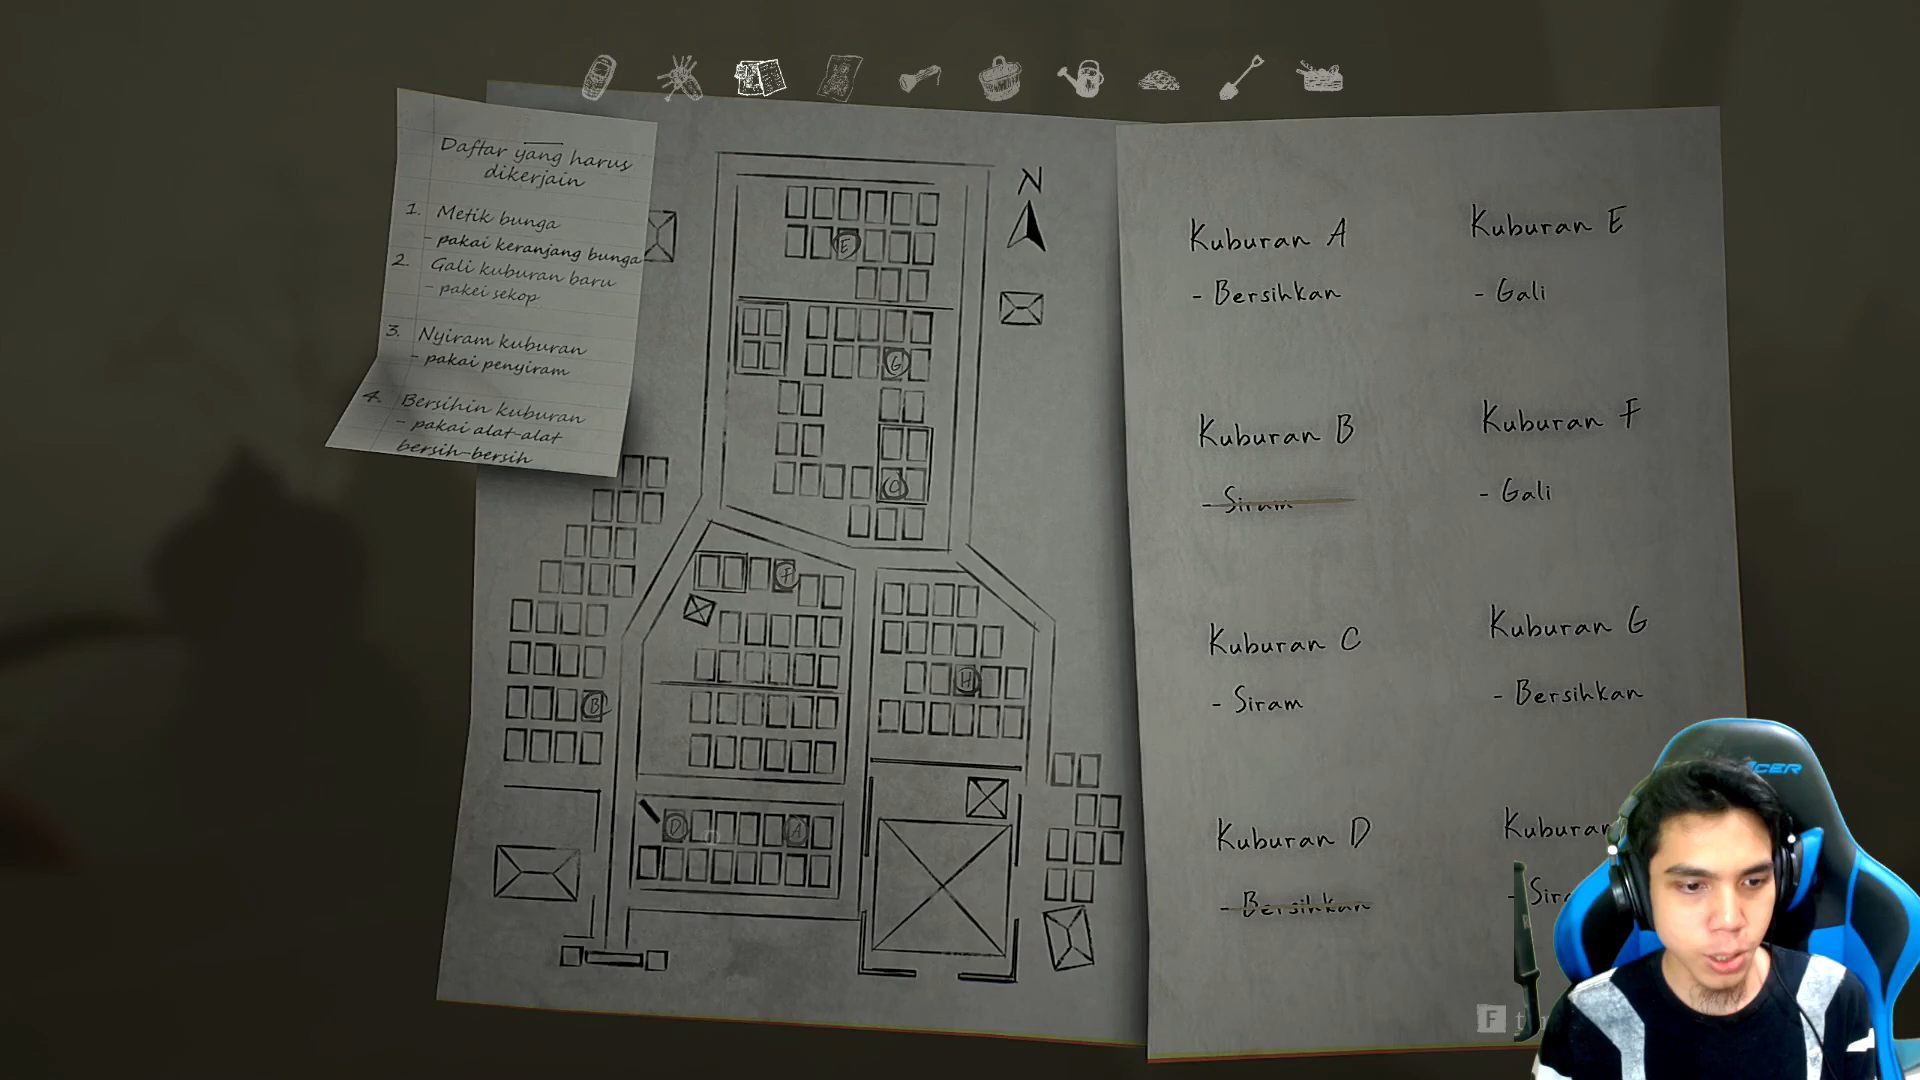 Daftar yang harus
dikerjain
1. Metik bunga
- pakai keranjang bunga
2. Gali kuburan baru
- pakei sekop
3. Nyiram kuburan
- pakai penyiram
4. Bersihin kuburan
- pakai alat-alat
bersih-bersih
N
E
G
C
F
H
B
D
A
Kuburan A
- Bersihkan
Kuburan B
- Siram
Kuburan C
- Siram
Kuburan D
- Bersihkan
Kuburan E
- Gali
Kuburan F
- Gali
Kuburan G
- Bersihkan
Kuburan
F